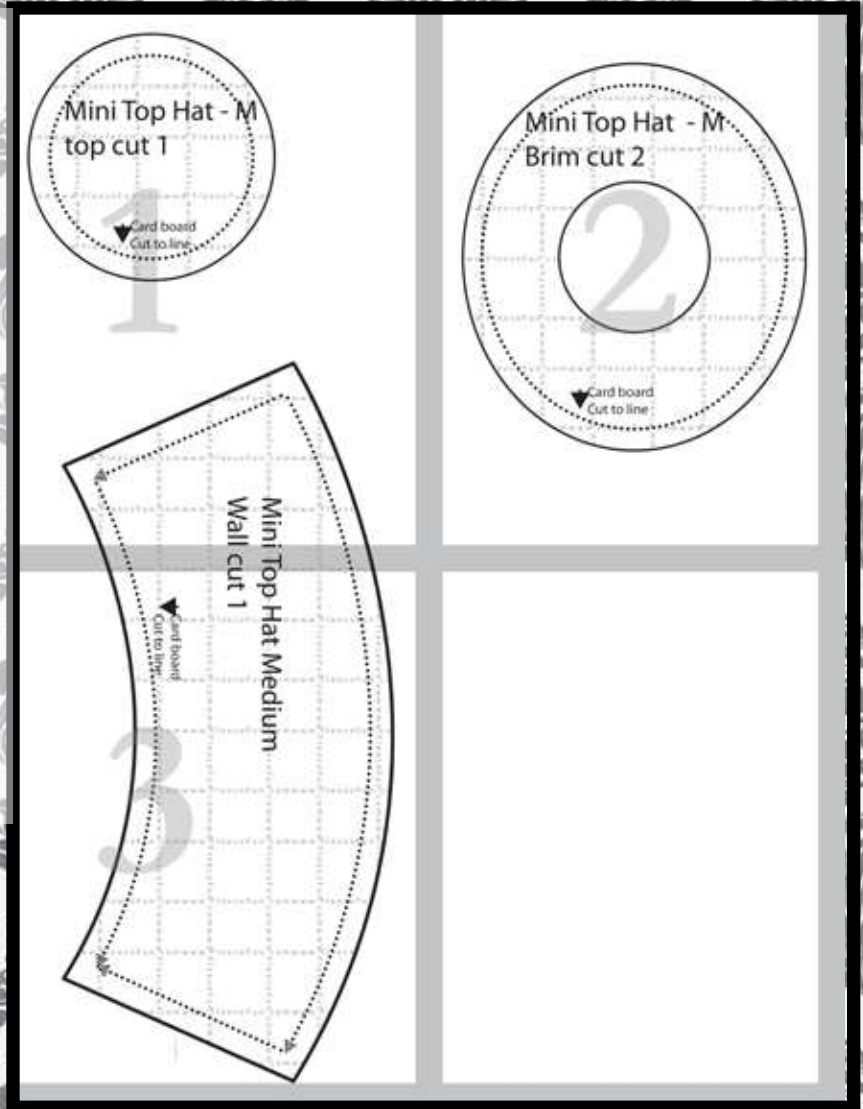 Mini Top Hat - M
top cut 1
1
Card board
Cut to line
Mini Top Hat - M
Brim cut 2
2
Card board
Cut to line
Mini Top Hat Medium
Wall cut 1
Card board
Cut to line
3